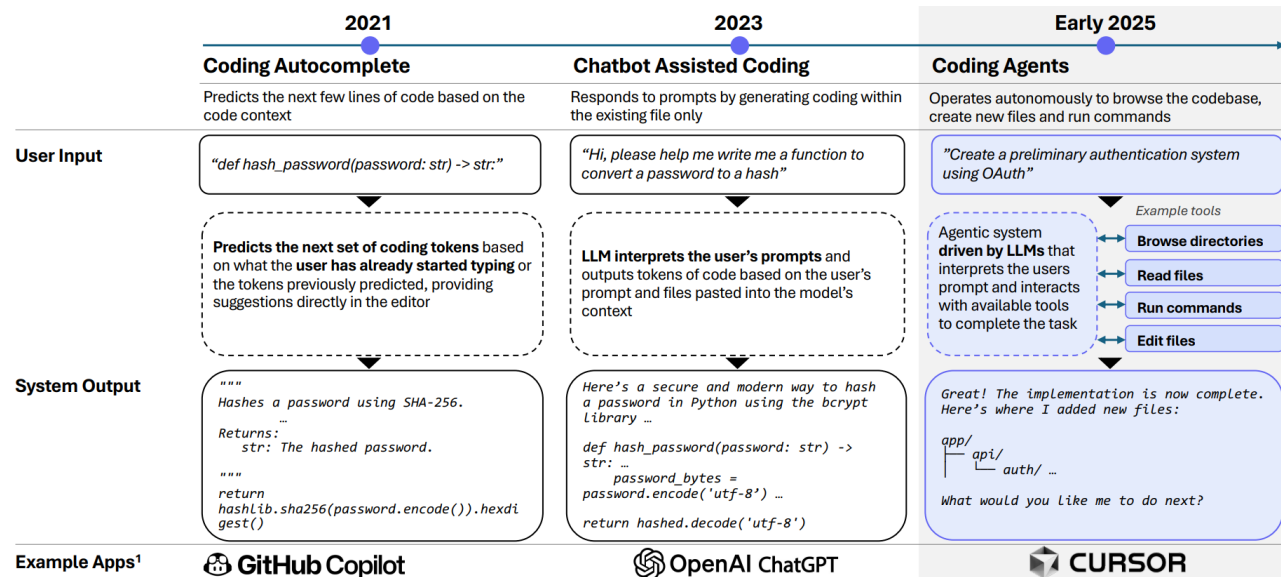 2021
2023
Early 2025
Coding Autocomplete
Chatbot Assisted Coding
Coding Agents
Predicts the next few lines of code based on the
code context
Responds to prompts by generating coding within
the existing file only
Operates autonomously to browse the codebase,
create new files and run commands
User Input
“def hash_password(password: str) -> str:”
“Hi, please help me write me a function to
convert a password to a hash”
”Create a preliminary authentication system
using OAuth”
Predicts the next set of coding tokens based
on what the user has already started typing or
the tokens previously predicted, providing
suggestions directly in the editor
LLM interprets the user’s prompts and
outputs tokens of code based on the user’s
prompt and files pasted into the model’s
context
Agentic system
driven by LLMs that
interprets the users
prompt and interacts
with available tools
to complete the task
Example tools
Browse directories
Read files
Run commands
Edit files
System Output
"""
Hashes a password using SHA-256.
…
Returns:
str: The hashed password.
"""
return
hashlib.sha256(password.encode()).hexdi
gest()
Here’s a secure and modern way to hash
a password in Python using the bcrypt
library …
def hash_password(password: str) ->
str: …
password_bytes =
password.encode('utf-8’) …
return hashed.decode('utf-8')
Great! The implementation is now complete.
Here’s where I added new files:
app/
├── api/
│ └── auth/ …
What would you like me to do next?
Example Apps¹
GitHub Copilot
OpenAI ChatGPT
CURSOR